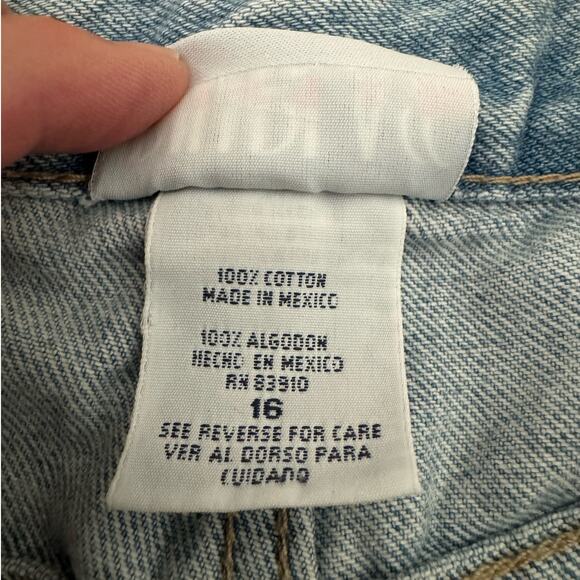 100% COTTON
MADE IN MEXICO
100% ALGODON
HECHO EN MEXICO
RN 83910
16
SEE REVERSE FOR CARE
VER AL DORSO PARA
CUIDADO